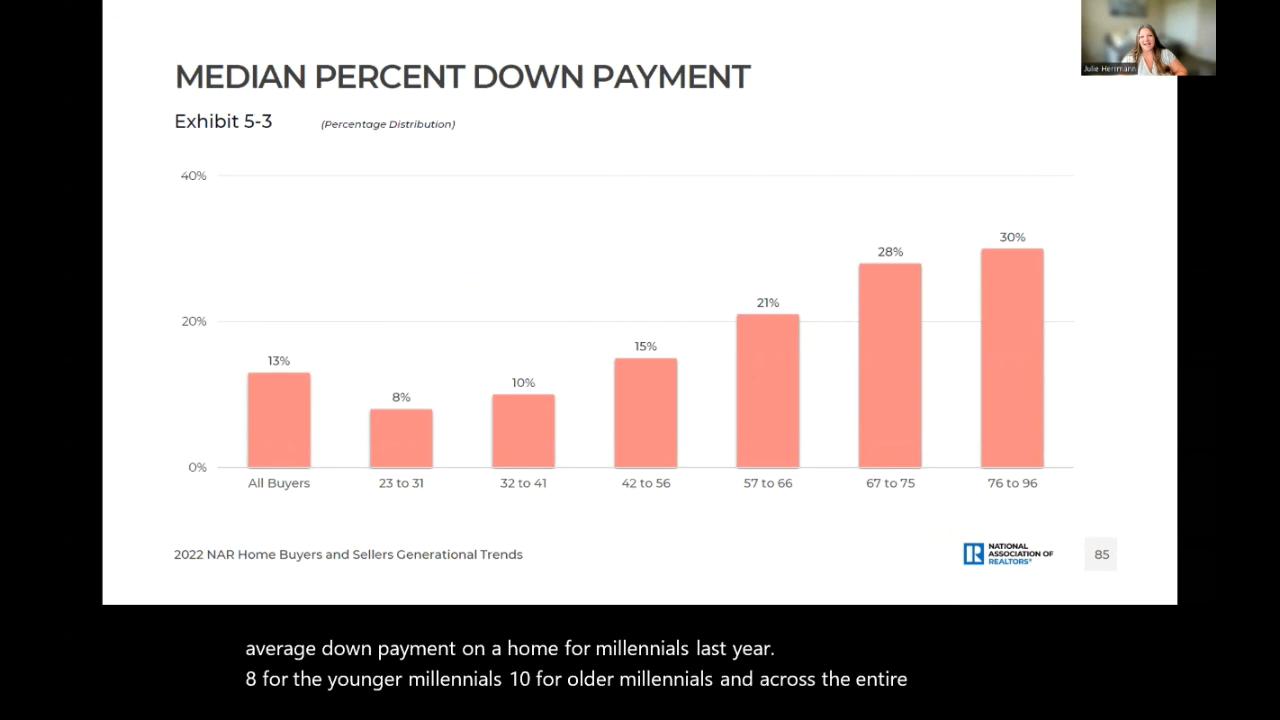 MEDIAN PERCENT DOWN PAYMENT
Julie Herrmann
Exhibit 5-3
(Percentage Distribution)
40%
30%
28%
21%
20%
15%
13%
10%
8%
0%
All Buyers
23 to 31
32 to 41
42 to 56
57 to 66
67 to 75
76 to 96
2022 NAR Home Buyers and Sellers Generational Trends
R
NATIONAL
ASSOCIATION OF
REALTORS®
85
average down payment on a home for millennials last year.
8 for the younger millennials 10 for older millennials and across the entire